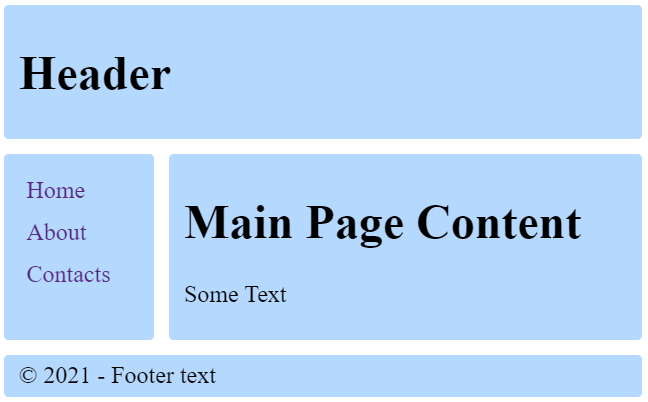 Header
Home
About
Contacts
Main Page Content
Some Text
© 2021 - Footer text